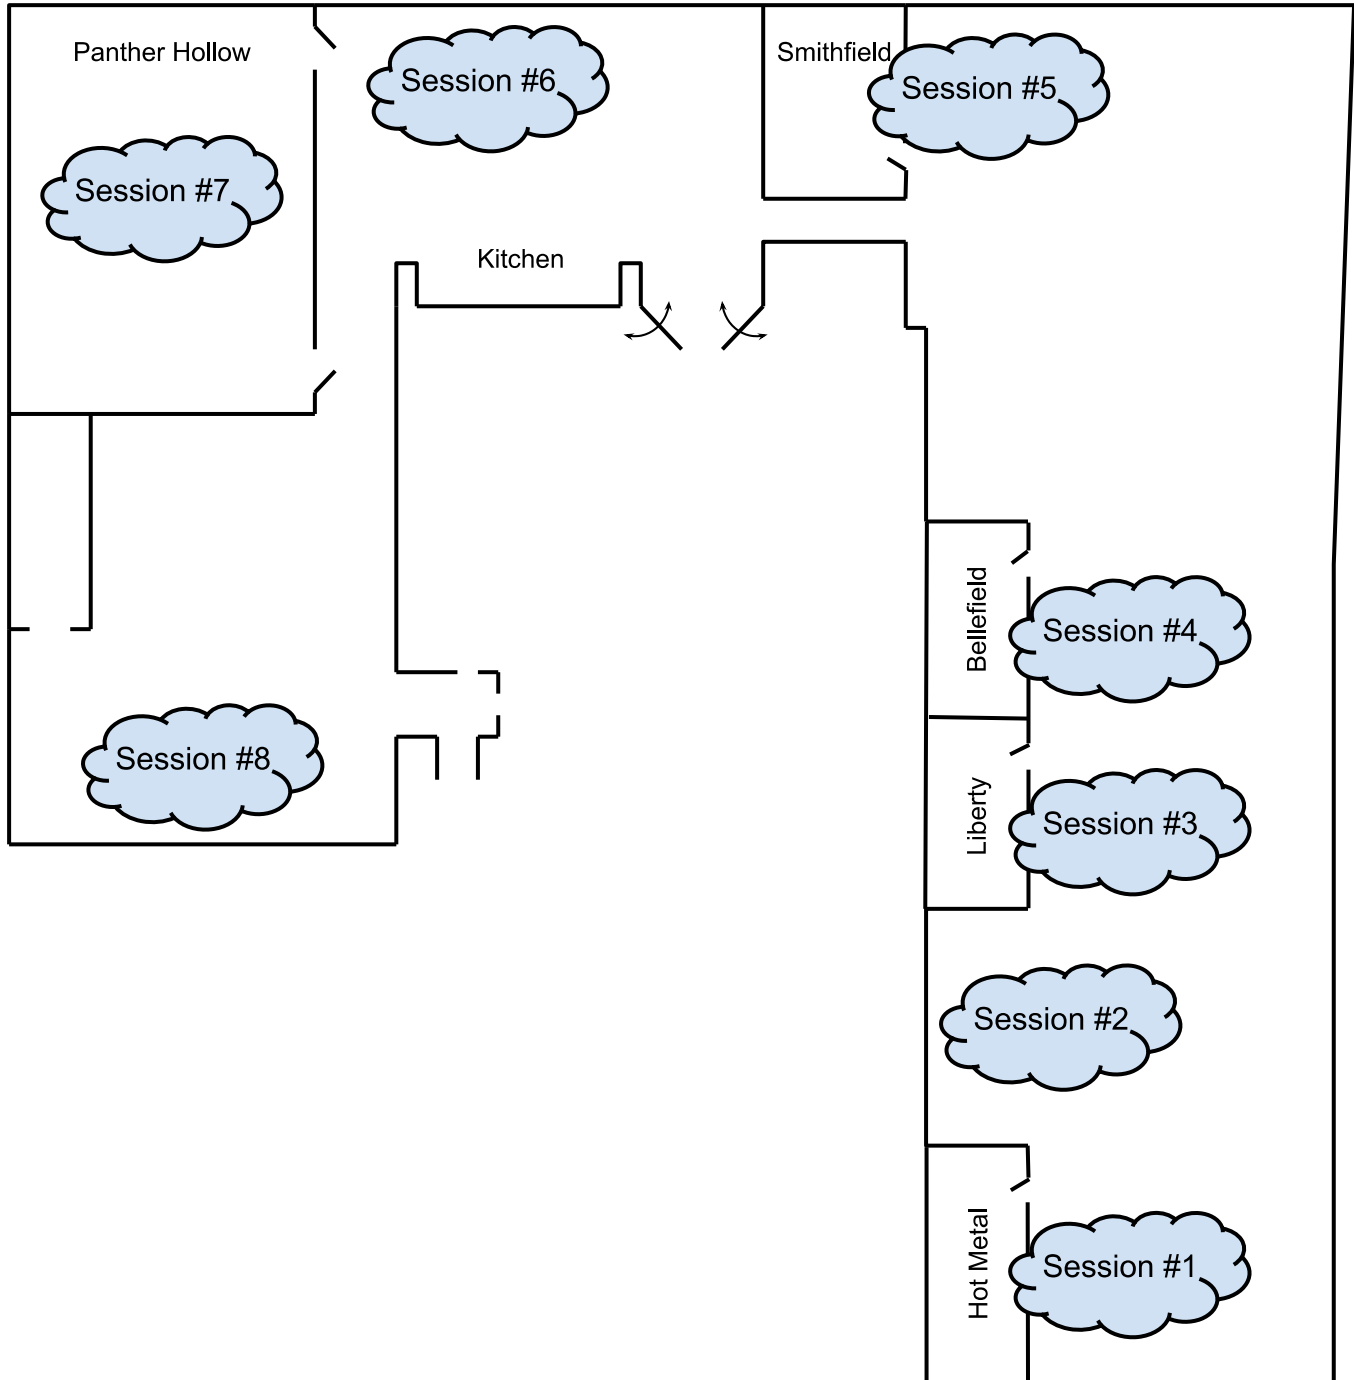 Panther Hollow
Session #6
Smithfield
Session #5
Session #7
Kitchen
Bellefield
Session #4
Liberty
Session #3
Session #2
Session #8
Hot Metal
Session #1